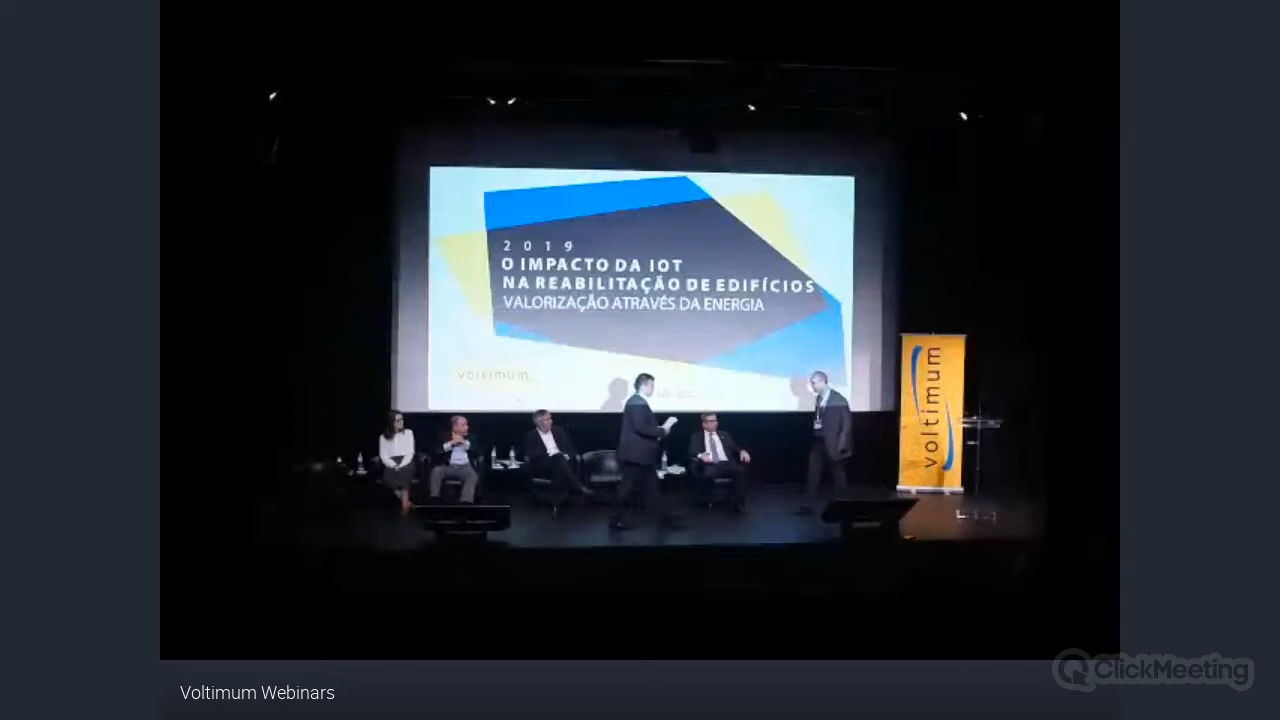 2019
O IMPACTO DA IOT
NA REABILITAÇÃO DE EDIFÍCIOS
VALORIZAÇÃO ATRAVÉS DA ENERGIA
voltimum
voltimum
Voltimum Webinars
ClickMeeting